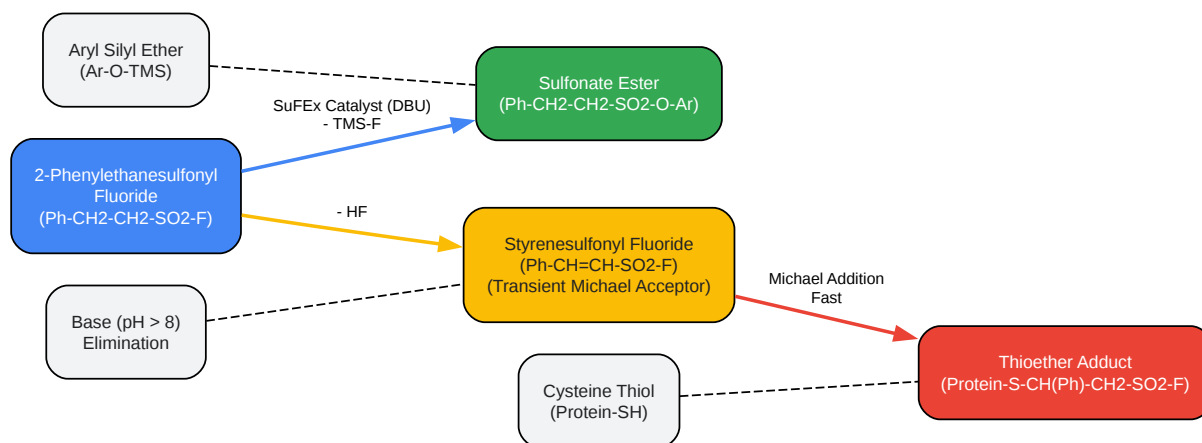 Aryl Silyl Ether
(Ar-O-TMS)
Sulfonate Ester
(Ph-CH2-CH2-SO2-O-Ar)
SuFEx Catalyst (DBU)
- TMS-F
2-Phenylethanesulfonyl
Fluoride
(Ph-CH2-CH2-SO2-F)
- HF
Styrenesulfonyl Fluoride
(Ph-CH=CH-SO2-F)
(Transient Michael Acceptor)
Michael Addition
Fast
Base (pH > 8)
Elimination
Thioether Adduct
(Protein-S-CH(Ph)-CH2-SO2-F)
Cysteine Thiol
(Protein-SH)